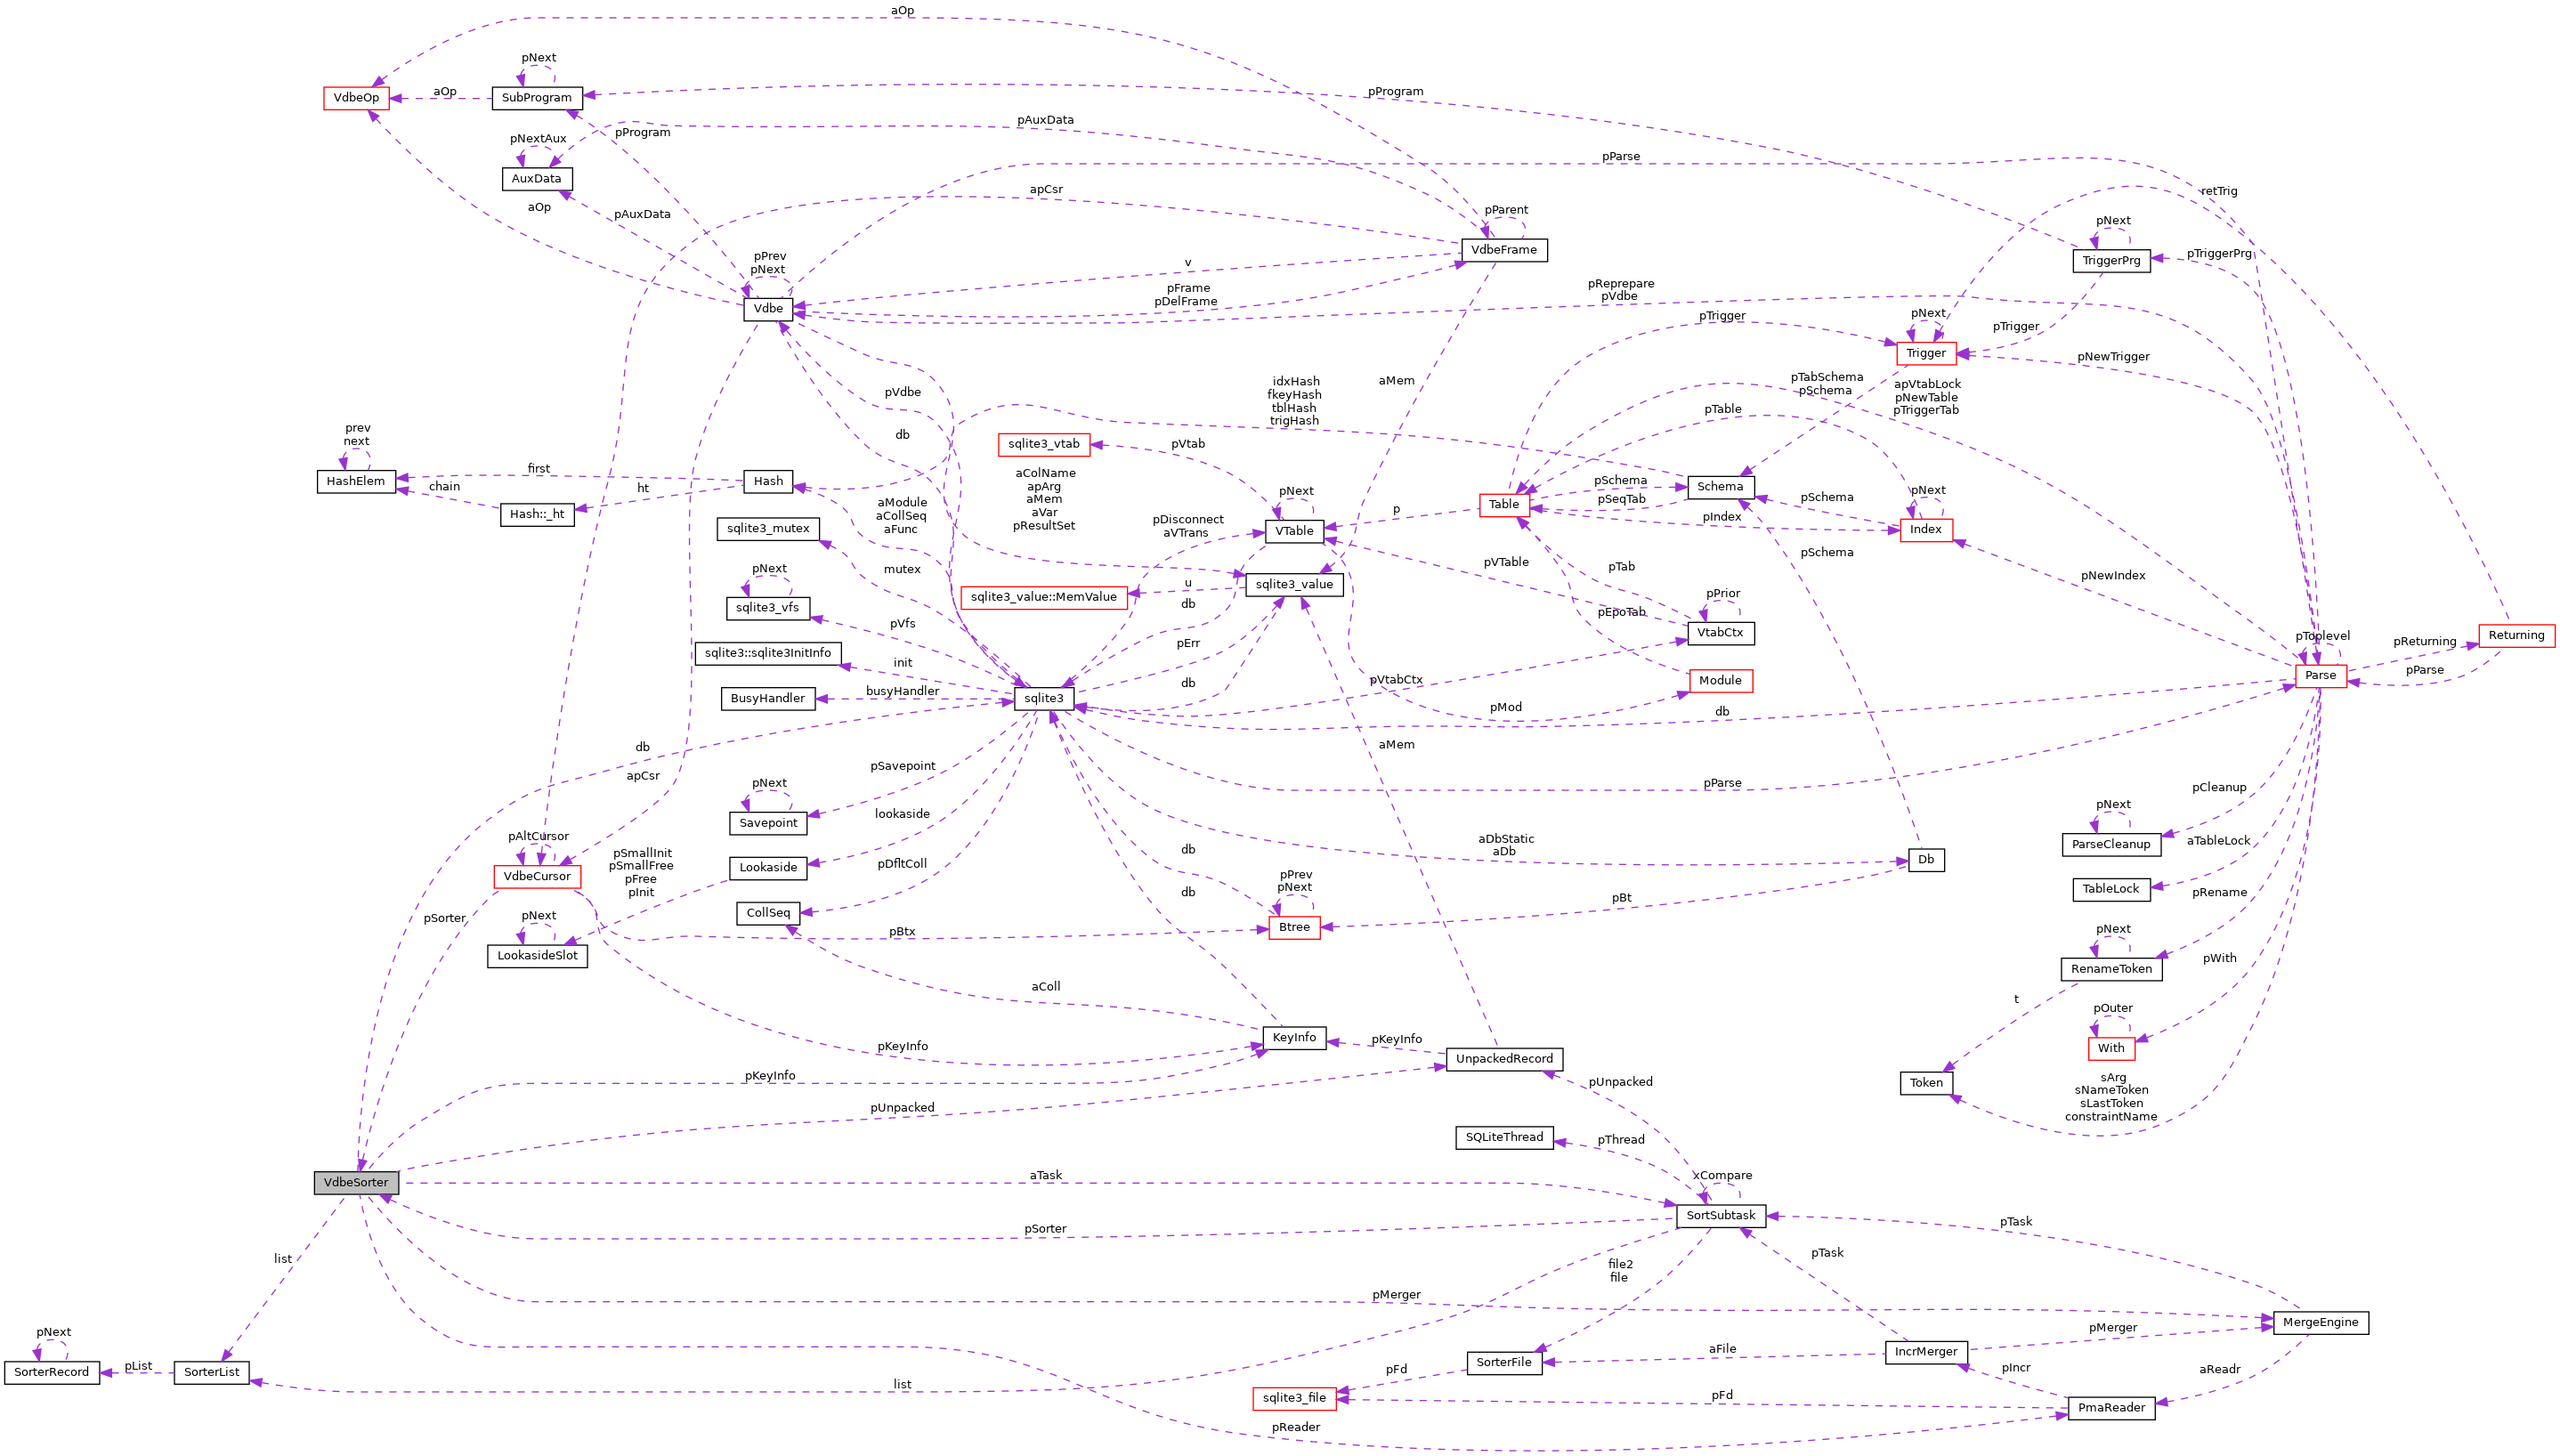 aOp
pNext
VdbeOp
aOp
SubProgram
pProgram
pNextAux
pProgram
pAuxData
AuxData
pParse
apCsr
retTrig
aOp
pAuxData
pParent
pNext
VdbeFrame
TriggerPrg
pTriggerPrg
pPrev
pNext
v
Vdbe
pFrame
pDelFrame
pReprepare
pVdbe
pTrigger
pNext
pTrigger
Trigger
pNewTrigger
aMem
pVdbe
idxHash
fkeyHash
tblHash
trigHash
pTabSchema
pSchema
apVtabLock
pNewTable
pTriggerTab
pTable
db
prev
next
sqlite3_vtab
pVtab
first
HashElem
Hash
chain
ht
Hash::_ht
aColName
apArg
aMem
aVar
pResultSet
pNext
pSchema
Schema
pSeqTab
Table
p
pSchema
pNext
pIndex
Index
aModule
aCollSeq
aFunc
sqlite3_mutex
pDisconnect
aVTrans
VTable
pSchema
mutex
pNext
sqlite3_vfs
sqlite3_value::MemValue
u
sqlite3_value
pVTable
pTab
pNewIndex
db
pPrior
pEpoTab
VtabCtx
pVfs
pErr
pToplevel
pReturning
Returning
sqlite3::sqlite3InitInfo
init
pParse
Parse
BusyHandler
busyHandler
sqlite3
db
pVtabCtx
Module
pMod
db
db
apCsr
pSavepoint
aMem
pParse
pNext
Savepoint
pCleanup
pNext
ParseCleanup
lookaside
aDbStatic
aDb
aTableLock
pAltCursor
VdbeCursor
pSmallInit
pSmallFree
pFree
pInit
Lookaside
pDfltColl
db
Db
TableLock
pPrev
pNext
pRename
db
pBt
CollSeq
pSorter
pNext
LookasideSlot
pBtx
Btree
pNext
RenameToken
pWith
aColl
t
pOuter
With
pKeyInfo
KeyInfo
pKeyInfo
UnpackedRecord
pKeyInfo
pUnpacked
Token
sArg
sNameToken
sLastToken
constraintName
pUnpacked
SQLiteThread
pThread
VdbeSorter
aTask
xCompare
SortSubtask
pSorter
pTask
list
file2
file
pTask
pMerger
MergeEngine
pMerger
pNext
SorterRecord
pList
SorterList
SorterFile
aFile
IncrMerger
list
pFd
pIncr
aReadr
sqlite3_file
pFd
PmaReader
pReader